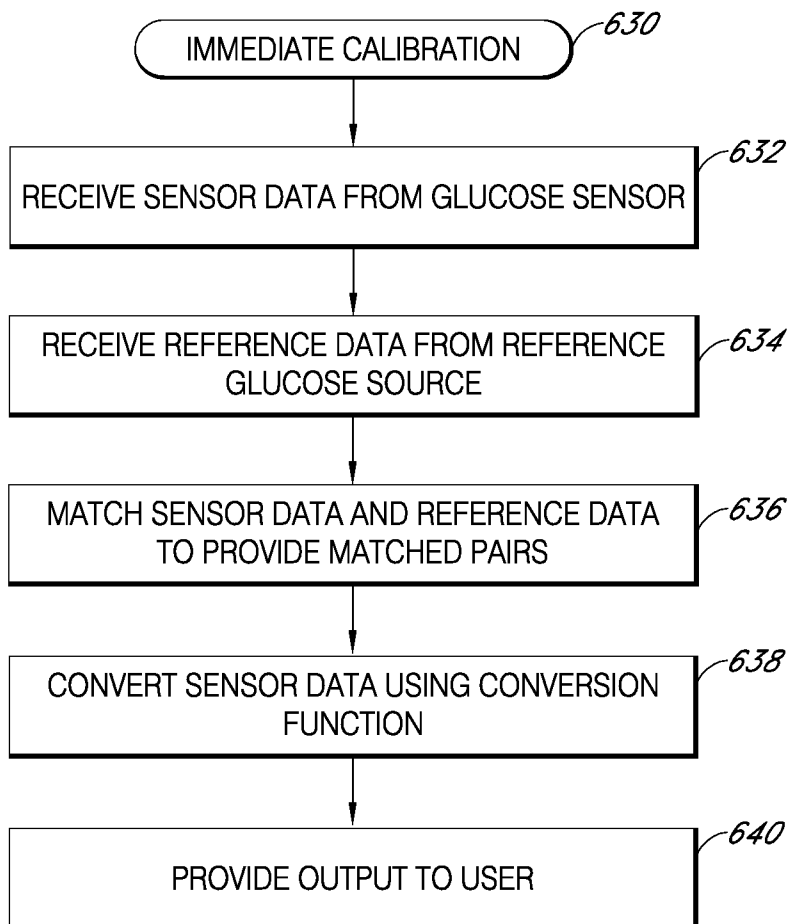 IMMEDIATE CALIBRATION
630
632
RECEIVE SENSOR DATA FROM GLUCOSE SENSOR
634
RECEIVE REFERENCE DATA FROM REFERENCE
GLUCOSE SOURCE
636
MATCH SENSOR DATA AND REFERENCE DATA
TO PROVIDE MATCHED PAIRS
638
CONVERT SENSOR DATA USING CONVERSION
FUNCTION
640
PROVIDE OUTPUT TO USER